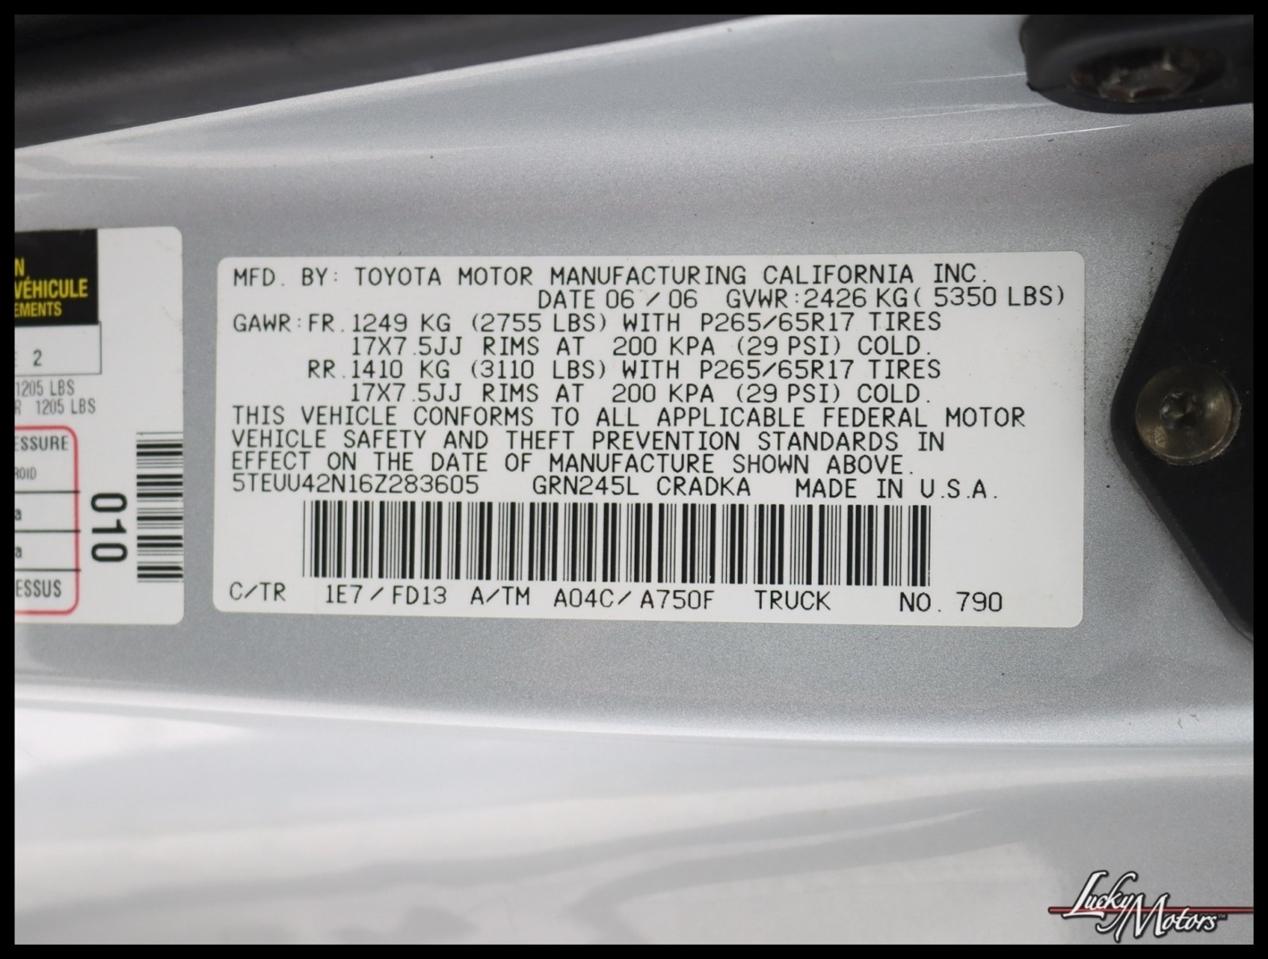 N
VÉHICULE
EMENTS
2
1205 LBS
R 1205 LBS
ESSURE
ROID
a
a
ESSUS
010
MFD. BY: TOYOTA MOTOR MANUFACTURING CALIFORNIA INC.
DATE 06 / 06 GVWR: 2426 KG ( 5350 LBS)
GAWR: FR. 1249 KG (2755 LBS) WITH P265/65R17 TIRES
17X7.5JJ RIMS AT 200 KPA (29 PSI) COLD.
RR. 1410 KG (3110 LBS) WITH P265/65R17 TIRES
17X7.5JJ RIMS AT 200 KPA (29 PSI) COLD.
THIS VEHICLE CONFORMS TO ALL APPLICABLE FEDERAL MOTOR
VEHICLE SAFETY AND THEFT PREVENTION STANDARDS IN
EFFECT ON THE DATE OF MANUFACTURE SHOWN ABOVE.
5TEUU42N16Z283605 GRN245L CRADKA MADE IN U.S.A.
C/TR 1E7 / FD13 A/TM A04C / A750F TRUCK NO. 790
Lucky Motors